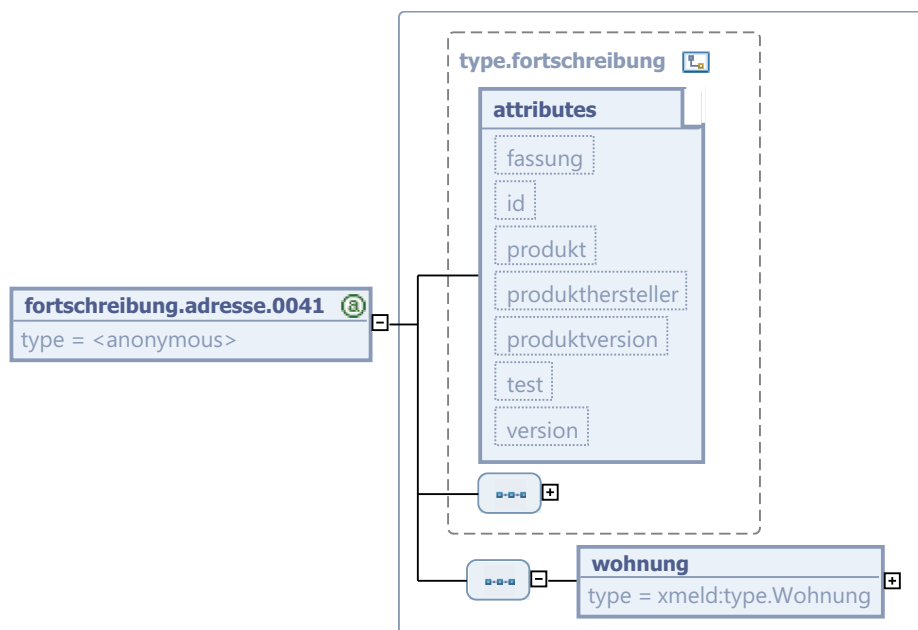 type.fortschreibung
attributes
fassung
id
produkt
produkthersteller
produktversion
test
version
fortschreibung.adresse.0041 a
type = <anonymous>
wohnung
type = xmeld:type.Wohnung